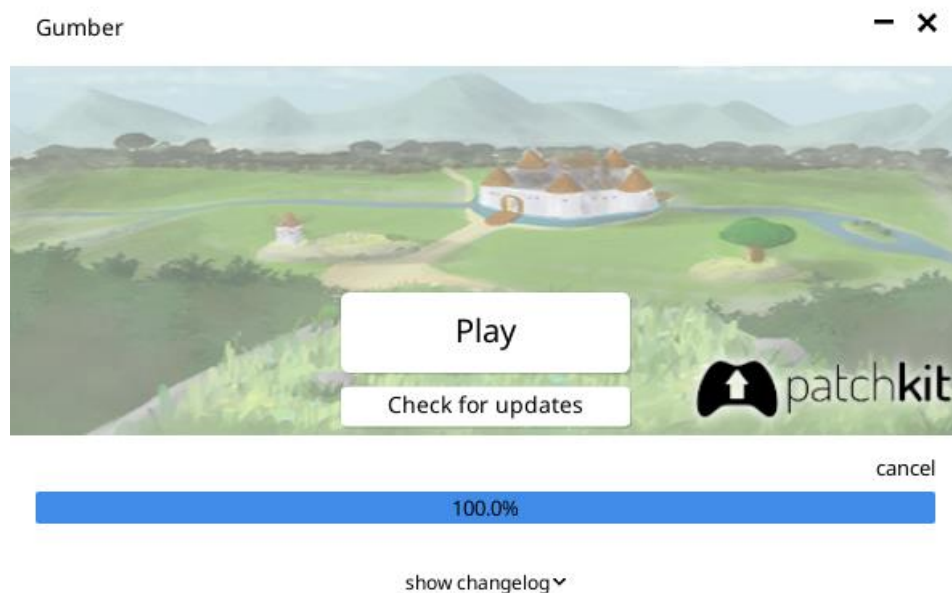 Gumber
Play
Check for updates
patchkit
cancel
100.0%
show changelog